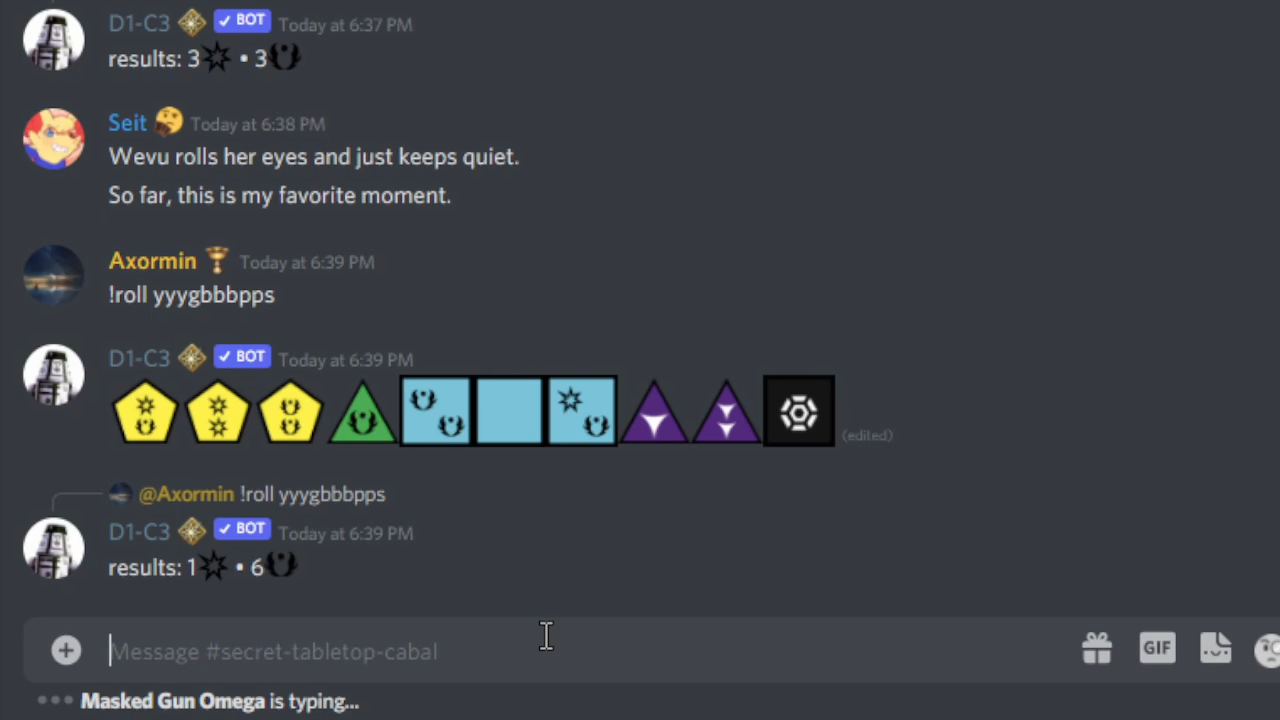 D1-C3 ✓ BOT Today at 6:37 PM
results: 3 • 3
Seit Today at 6:38 PM
Wevu rolls her eyes and just keeps quiet.
So far, this is my favorite moment.
Axormin Today at 6:39 PM
!roll yyygbbbpps
D1-C3 ✓ BOT Today at 6:39 PM
(edited)
@Axormin !roll yyygbbbpps
D1-C3 ✓ BOT Today at 6:39 PM
results: 1 • 6
Message #secret-tabletop-cabal
GIF
Masked Gun Omega is typing...